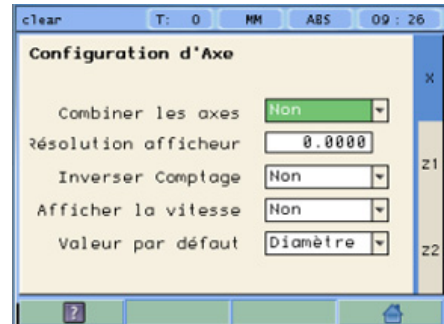 clear T: 0 MM ABS 09 : 26
Configuration d'Axe
X
Combiner les axes Non
Résolution afficheur 0.0000
Z1
Inverser Comptage Non
Afficher la vitesse Non
Valeur par défaut Diamètre
Z2
?